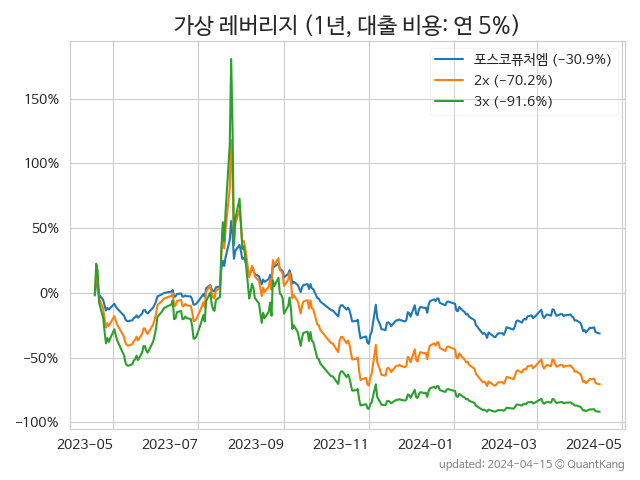 가상 레버리지 (1년, 대출 비용: 연 5%)
포스코퓨처엠 (−30.9%)
2x (−70.2%)
3x (−91.6%)
150%
100%
50%
0%
−50%
−100%
2023-05 2023-07 2023-09 2023-11 2024-01 2024-03 2024-05
updated: 2024-04-15 © QuantKang